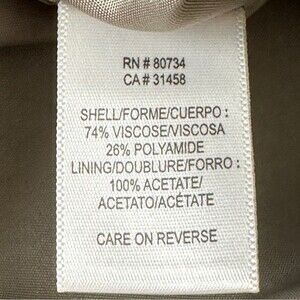 RN # 80734
CA # 31458
SHELL/FORME/CUERPO :
74% VISCOSE/VISCOSA
26% POLYAMIDE
LINING/DOUBLURE/FORRO :
100% ACETATE/
ACETATO/ACÉTATE
CARE ON REVERSE